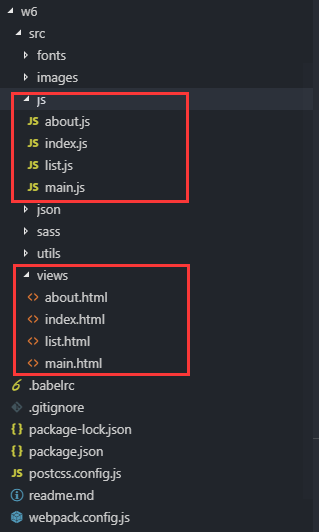 w6
src
fonts
images
js
JS about.js
JS index.js
JS list.js
JS main.js
json
sass
utils
views
<> about.html
<> index.html
<> list.html
<> main.html
.babelrc
.gitignore
{ } package-lock.json
{ } package.json
JS postcss.config.js
readme.md
webpack.config.js